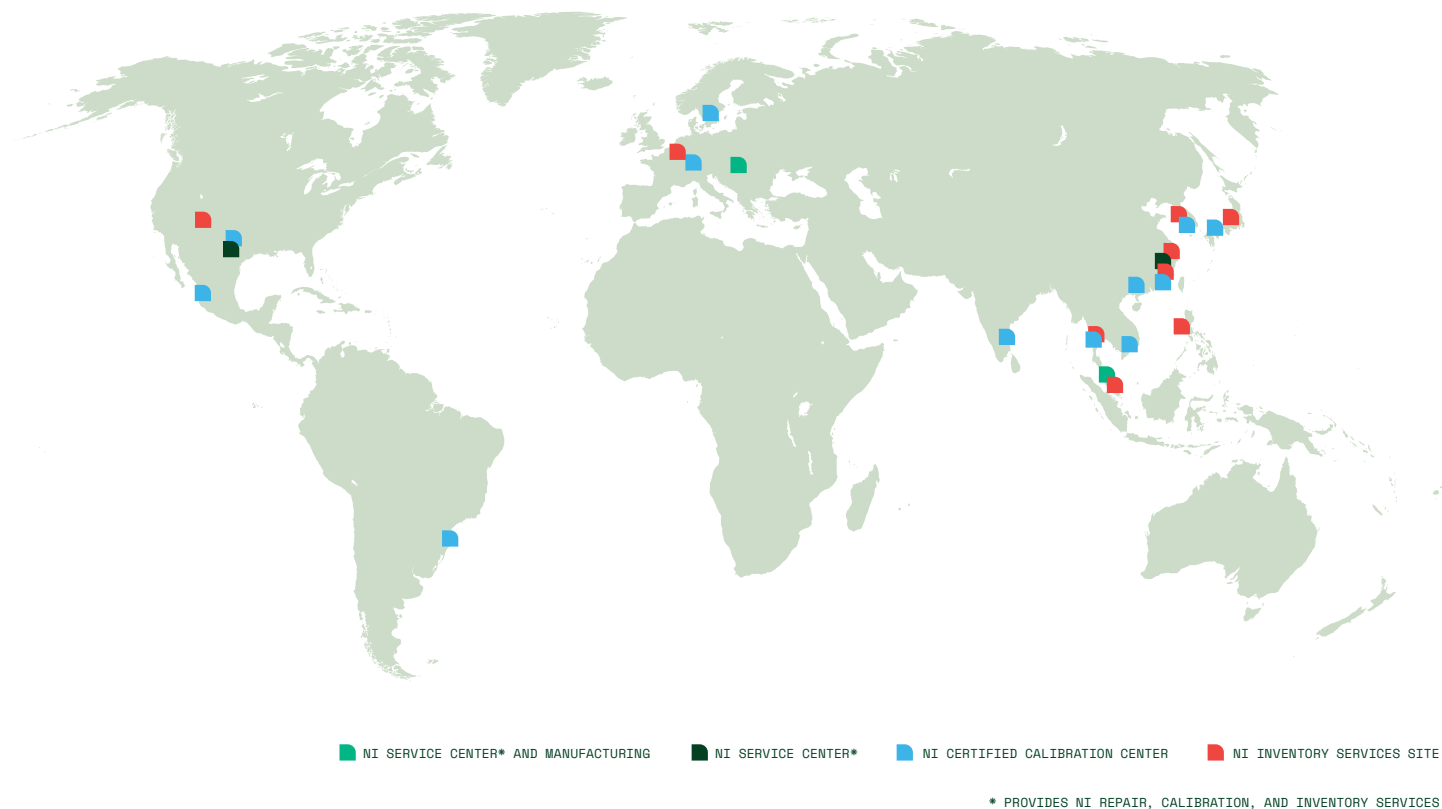 NI SERVICE CENTER* AND MANUFACTURING NI SERVICE CENTER* NI CERTIFIED CALIBRATION CENTER NI INVENTORY SERVICES SITE
* PROVIDES NI REPAIR, CALIBRATION, AND INVENTORY SERVICES